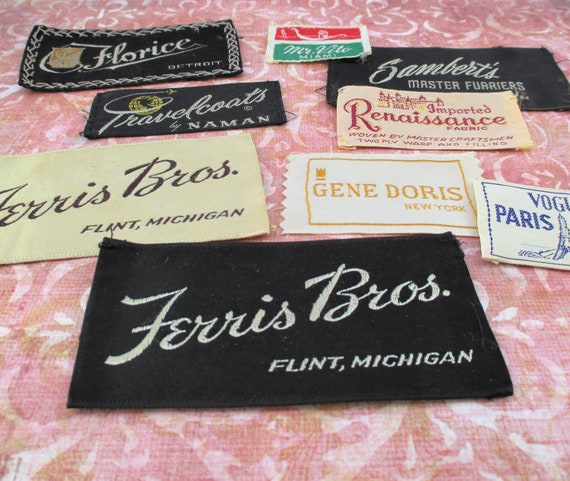 Florice
DETROIT
Mr. Vito
MIAMI
Sambert's
MASTER FURRIERS
Travelcoats®
by NAMAN
Imported
Renaissance
FABRIC
WOVEN BY MASTER CRAFTSMEN
TWO PLY WARP AND FILLING
Ferris Bros.
FLINT, MICHIGAN
GENE DORIS
NEW YORK
VOGU
PARIS
Ferris Bros.
FLINT, MICHIGAN